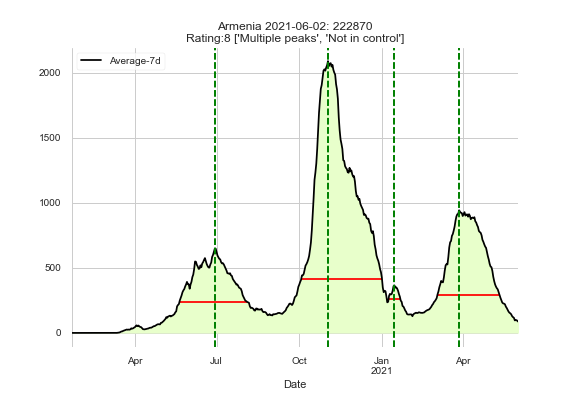 Armenia 2021-06-02: 222870
Rating:8 ['Multiple peaks', 'Not in control']
Average-7d
2000
1500
1000
500
0
Apr
Jul
Oct
Jan
2021
Apr
Date